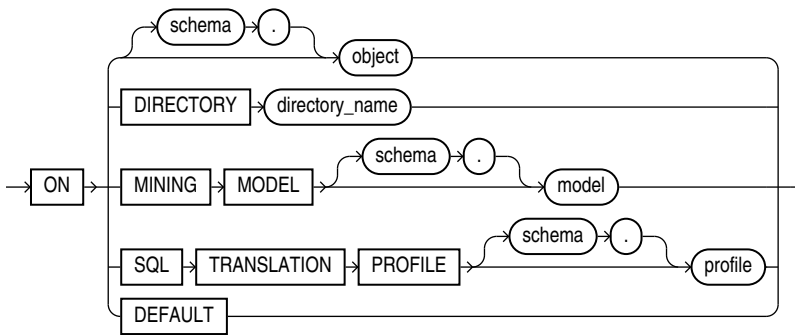 schema .
object
DIRECTORY directory_name
schema .
ON MINING MODEL model
schema .
SQL TRANSLATION PROFILE profile
DEFAULT